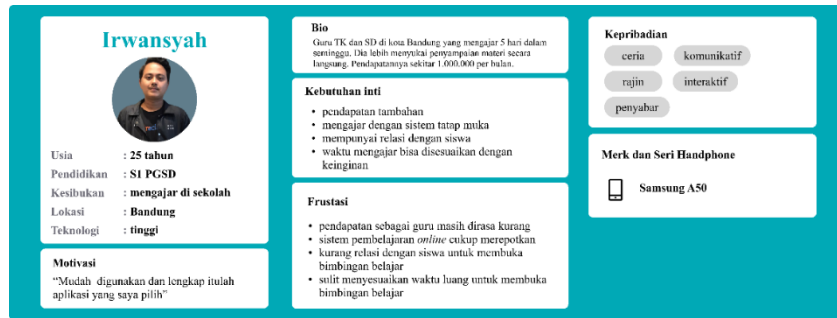 Irwansyah
Usia : 25 tahun
Pendidikan : S1 PGSD
Kesibukan : mengajar di sekolah
Lokasi : Bandung
Teknologi : tinggi
Motivasi
“Mudah digunakan dan lengkap itulah
aplikasi yang saya pilih”
Bio
Guru TK dan SD di kota Bandung yang mengajar 5 hari dalam
seminggu. Dia lebih menyukai penyampaian materi secara
langsung. Pendapatannya sekitar 1.000.000 per bulan.
Kebutuhan inti
• pendapatan tambahan
• mengajar dengan sistem tatap muka
• mempunyai relasi dengan siswa
• waktu mengajar bisa disesuaikan dengan
keinginan
Frustasi
• pendapatan sebagai guru masih dirasa kurang
• sistem pembelajaran online cukup merepotkan
• kurang relasi dengan siswa untuk membuka
bimbingan belajar
• sulit menyesuaikan waktu luang untuk membuka
bimbingan belajar
Kepribadian
ceria komunikatif
rajin interaktif
penyabar
Merk dan Seri Handphone
Samsung A50